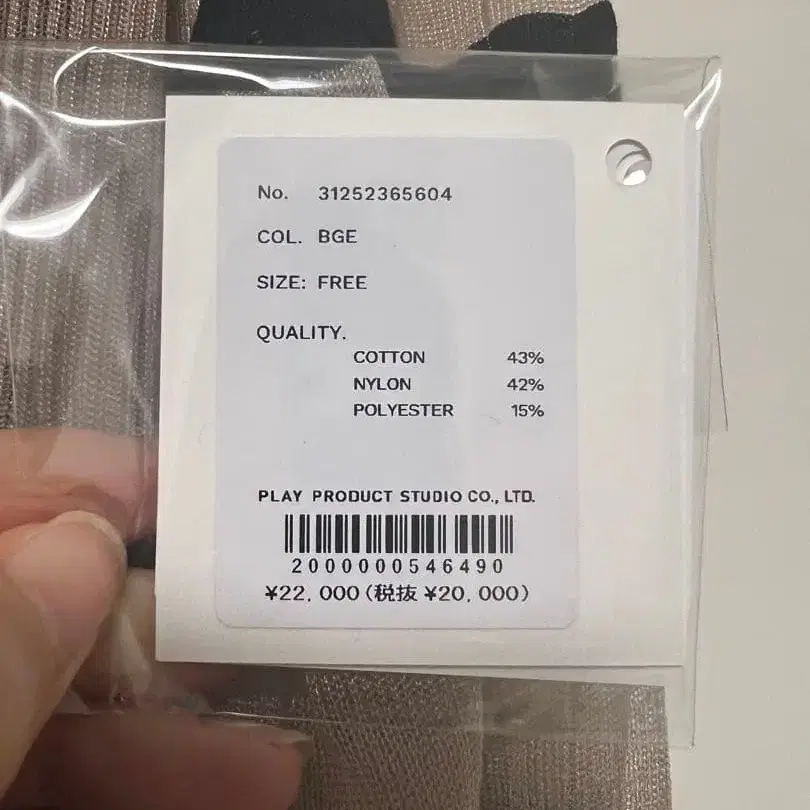 No. 31252365604
COL. BGE
SIZE: FREE
QUALITY.
COTTON 43%
NYLON 42%
POLYESTER 15%
PLAY PRODUCT STUDIO CO., LTD.
2000000546490
¥22,000(税抜 ¥20,000)